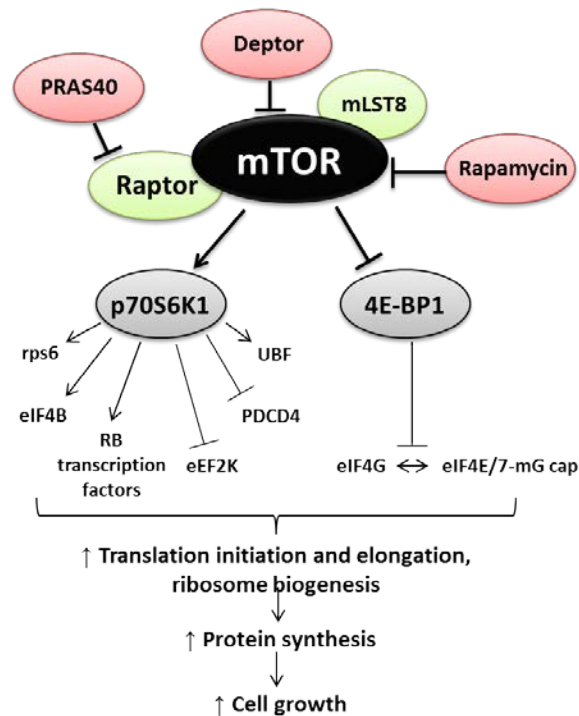 Deptor
PRAS40
mLST8
mTOR
Raptor
Rapamycin
p70S6K1
4E-BP1
rps6
UBF
eIF4B
PDCD4
RB
transcription
factors
eEF2K
eIF4G
eIF4E/7-mG cap
↑ Translation initiation and elongation,
ribosome biogenesis
↑ Protein synthesis
↑ Cell growth